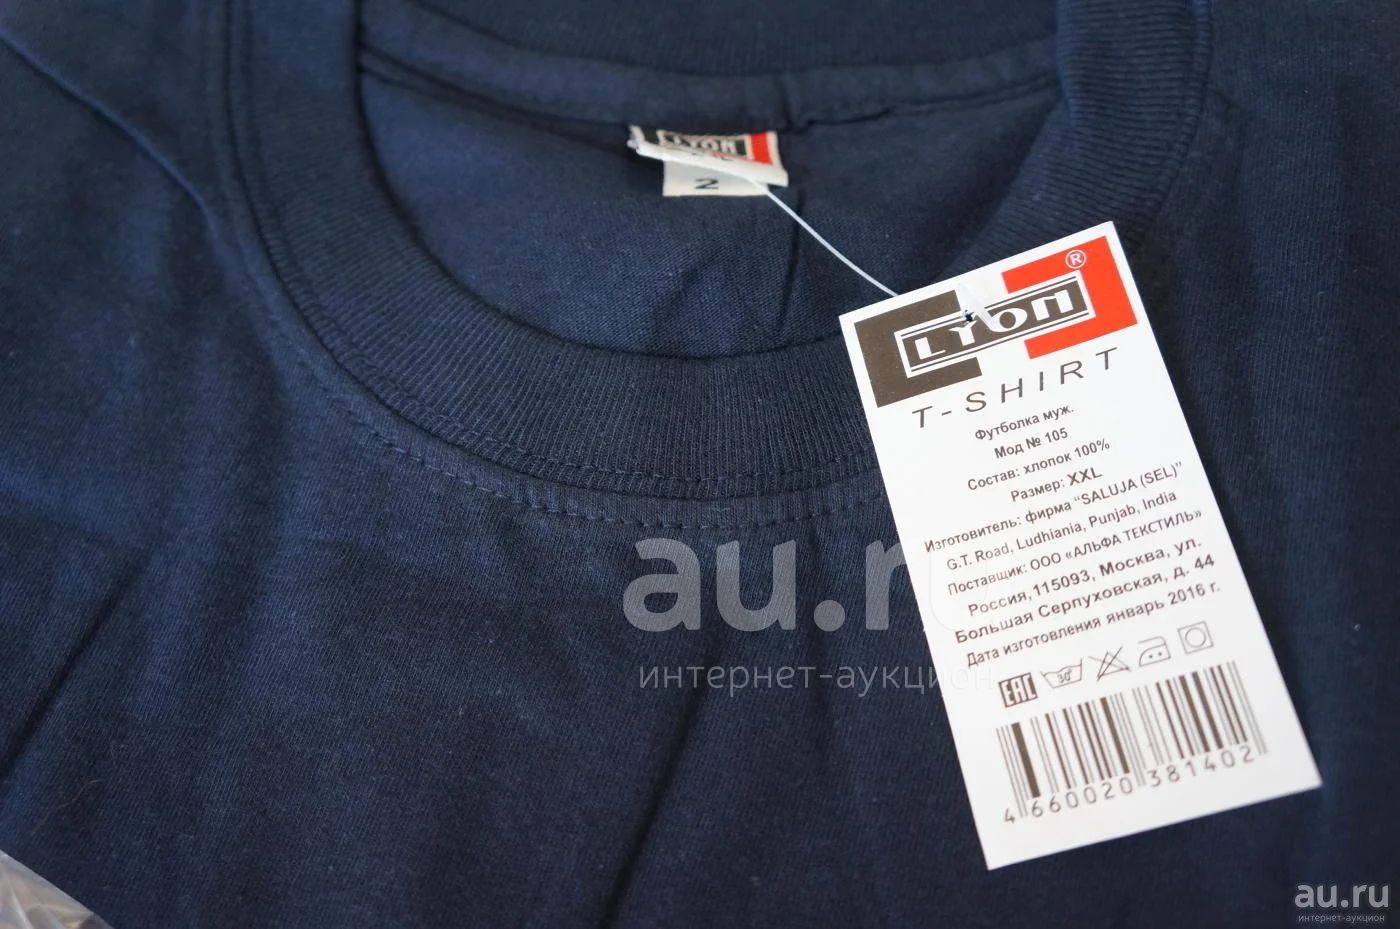 LYON
2
LYON ®
T-SHIRT
Футболка муж.
Мод № 105
Состав: хлопок 100%
Размер: XXL
Изготовитель: фирма "SALUJA (SEL)"
G.T. Road, Ludhiania, Punjab, India
Поставщик: ООО «АЛЬФА ТЕКСТИЛЬ»
Россия,115093, Москва, ул.
Большая Серпуховская, д. 44
Дата изготовления январь 2016 г.
EAC 30°
4 660020 381402
au.ru
интернет-аукцион
au.ru
интернет-аукцион